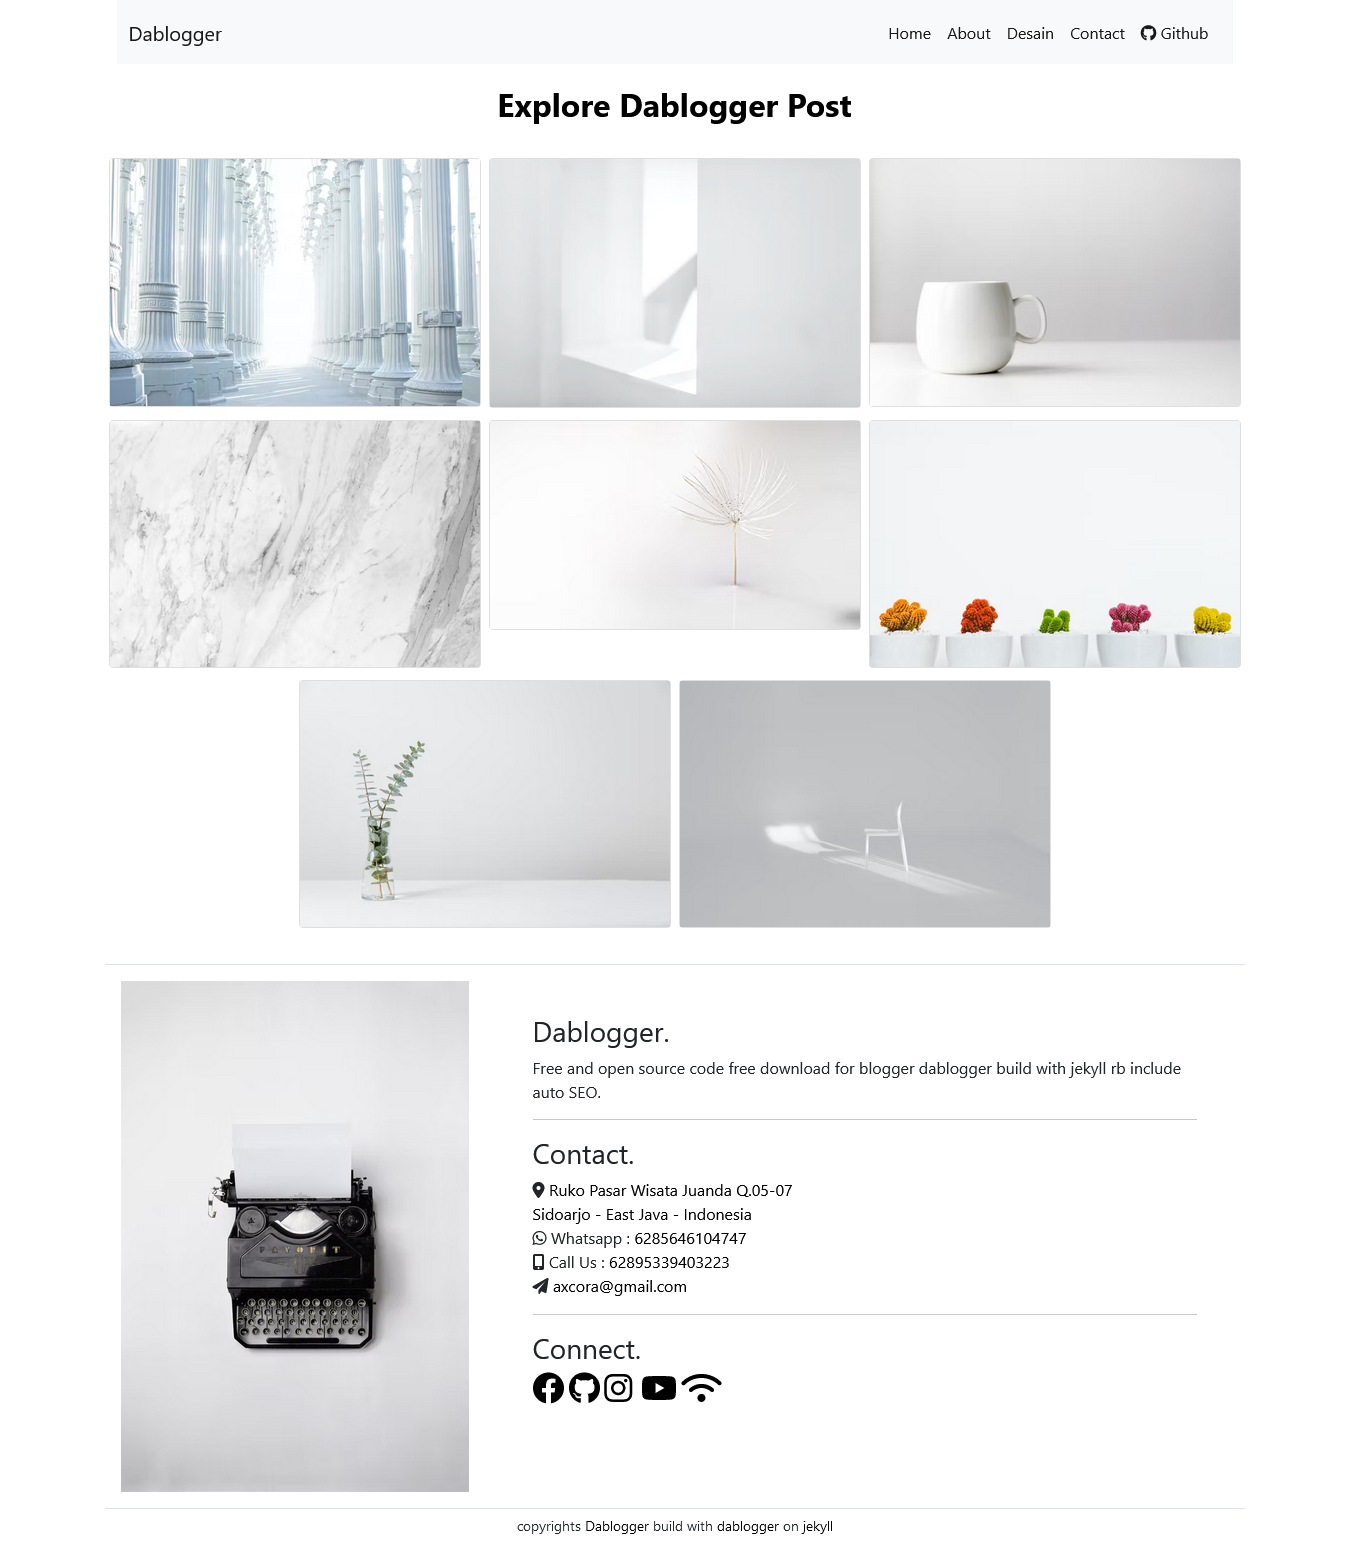 Dablogger
Home About Desain Contact Github
Explore Dablogger Post
Dablogger.
Free and open source code free download for blogger dablogger build with jekyll rb include
auto SEO.
Contact.
Ruko Pasar Wisata Juanda Q.05-07
Sidoarjo - East Java - Indonesia
Whatsapp : 6285646104747
Call Us : 62895339403223
axcora@gmail.com
Connect.
copyrights Dablogger build with dablogger on jekyll